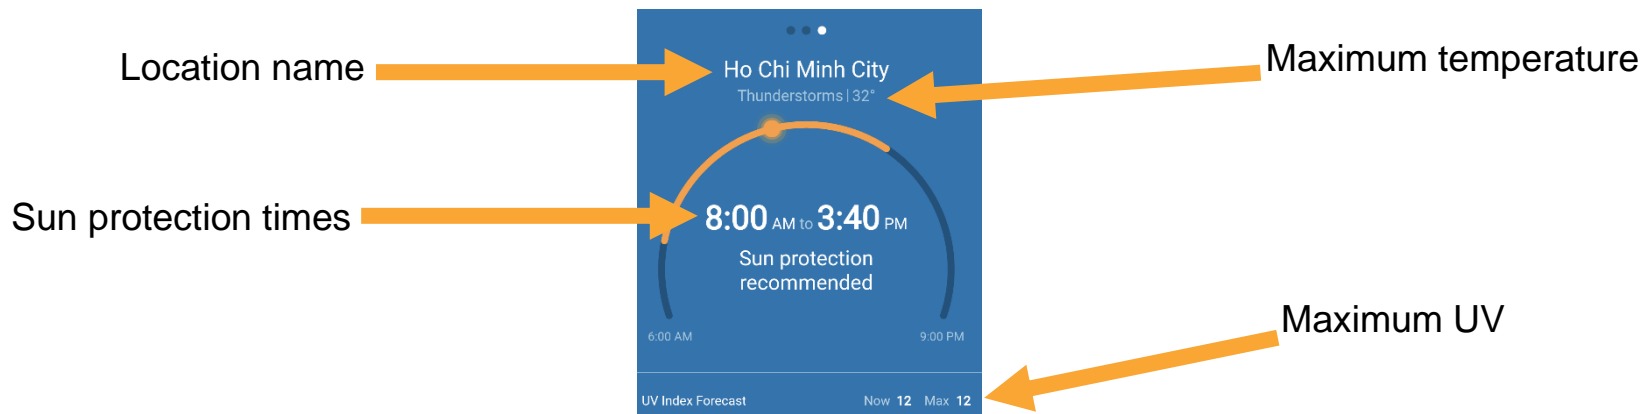 Location name
Maximum temperature
Ho Chi Minh City
Thunderstorms | 32°
Sun protection times
8:00 AM to 3:40 PM
Sun protection
recommended
6:00 AM
9:00 PM
Maximum UV
UV Index Forecast
Now 12 Max 12